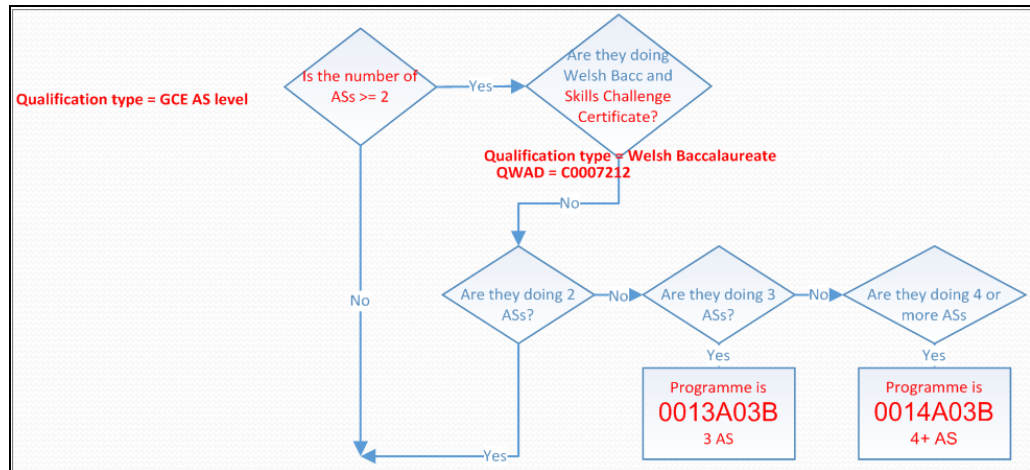 Is the number of
ASs >= 2
Yes
Are they doing
Welsh Bacc and
Skills Challenge
Certificate?
Qualification type = GCE AS level
Qualification type = Welsh Baccalaureate
QWAD = C0007212
No
Are they doing 2
ASs?
No
Are they doing 3
ASs?
No
Are they doing 4 or
more ASs
No
Yes
Yes
Programme is
0013A03B
3 AS
Programme is
0014A03B
4+ AS
Yes